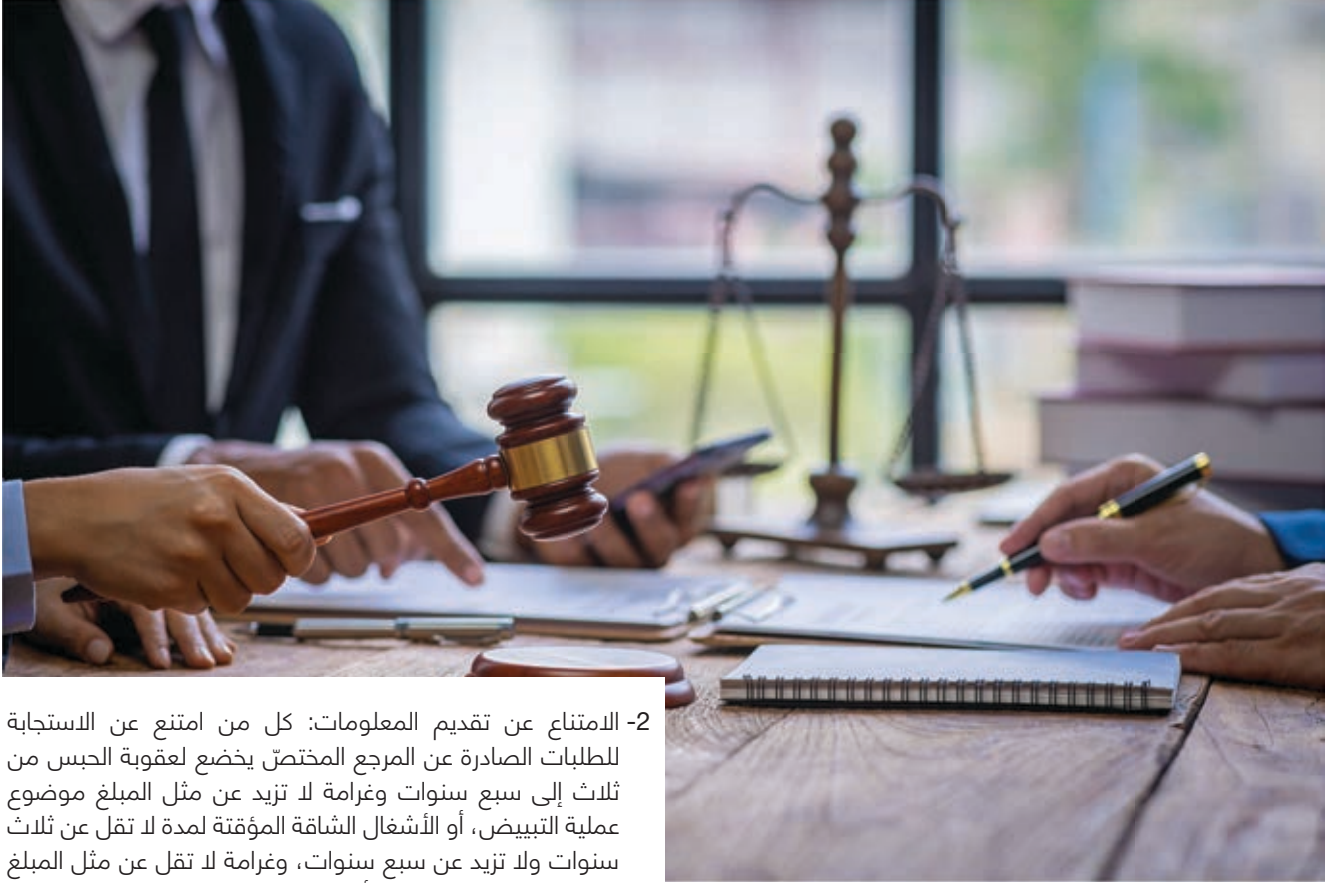 2- الامتناع عن تقديم المعلومات: كل من امتنع عن الاستجابة
للطلبات الصادرة عن المرجع المختصّ يخضع لعقوبة الحبس من
ثلاث إلى سبع سنوات وغرامة لا تزيد عن مثل المبلغ موضوع
عملية التبييض، أو الأشغال الشاقة المؤقتة لمدة لا تقل عن ثلاث
سنوات ولا تزيد عن سبع سنوات، وغرامة لا تقل عن مثل المبلغ